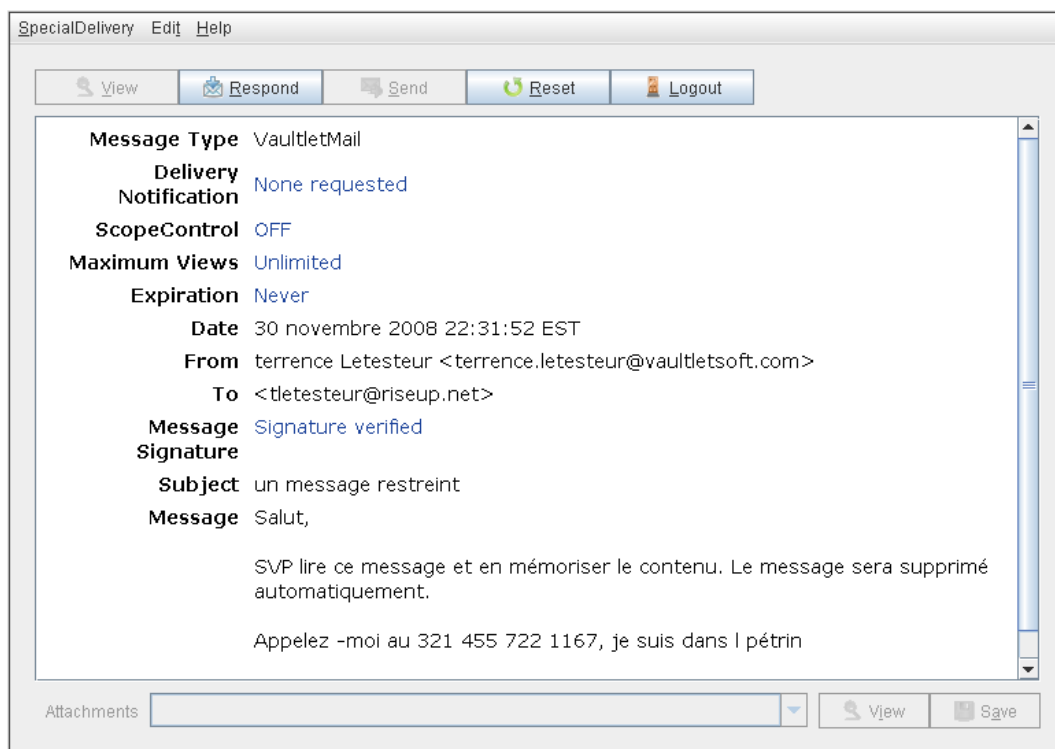 SpecialDelivery Edit Help
View Respond Send Reset Logout
Message Type VaultletMail
Delivery
Notification None requested
ScopeControl OFF
Maximum Views Unlimited
Expiration Never
Date 30 novembre 2008 22:31:52 EST
From terrence Letesteur <terrence.letesteur@vaultletsoft.com>
To <tletesteur@riseup.net>
Message Signature verified
Signature
Subject un message restreint
Message Salut,
SVP lire ce message et en mémoriser le contenu. Le message sera supprimé
automatiquement.
Appelez -moi au 321 455 722 1167, je suis dans l pétrin
Attachments View Save